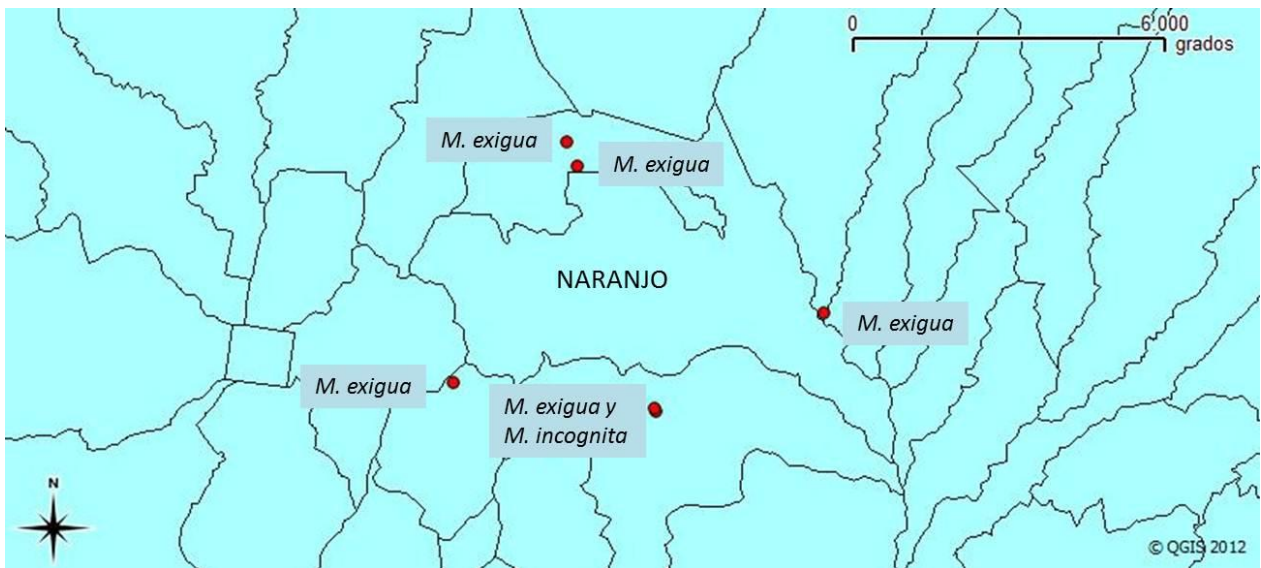 0 6.000
grados
M. exigua
M. exigua
NARANJO
M. exigua
M. exigua
M. exigua y
M. incognita
N
© QGIS 2012